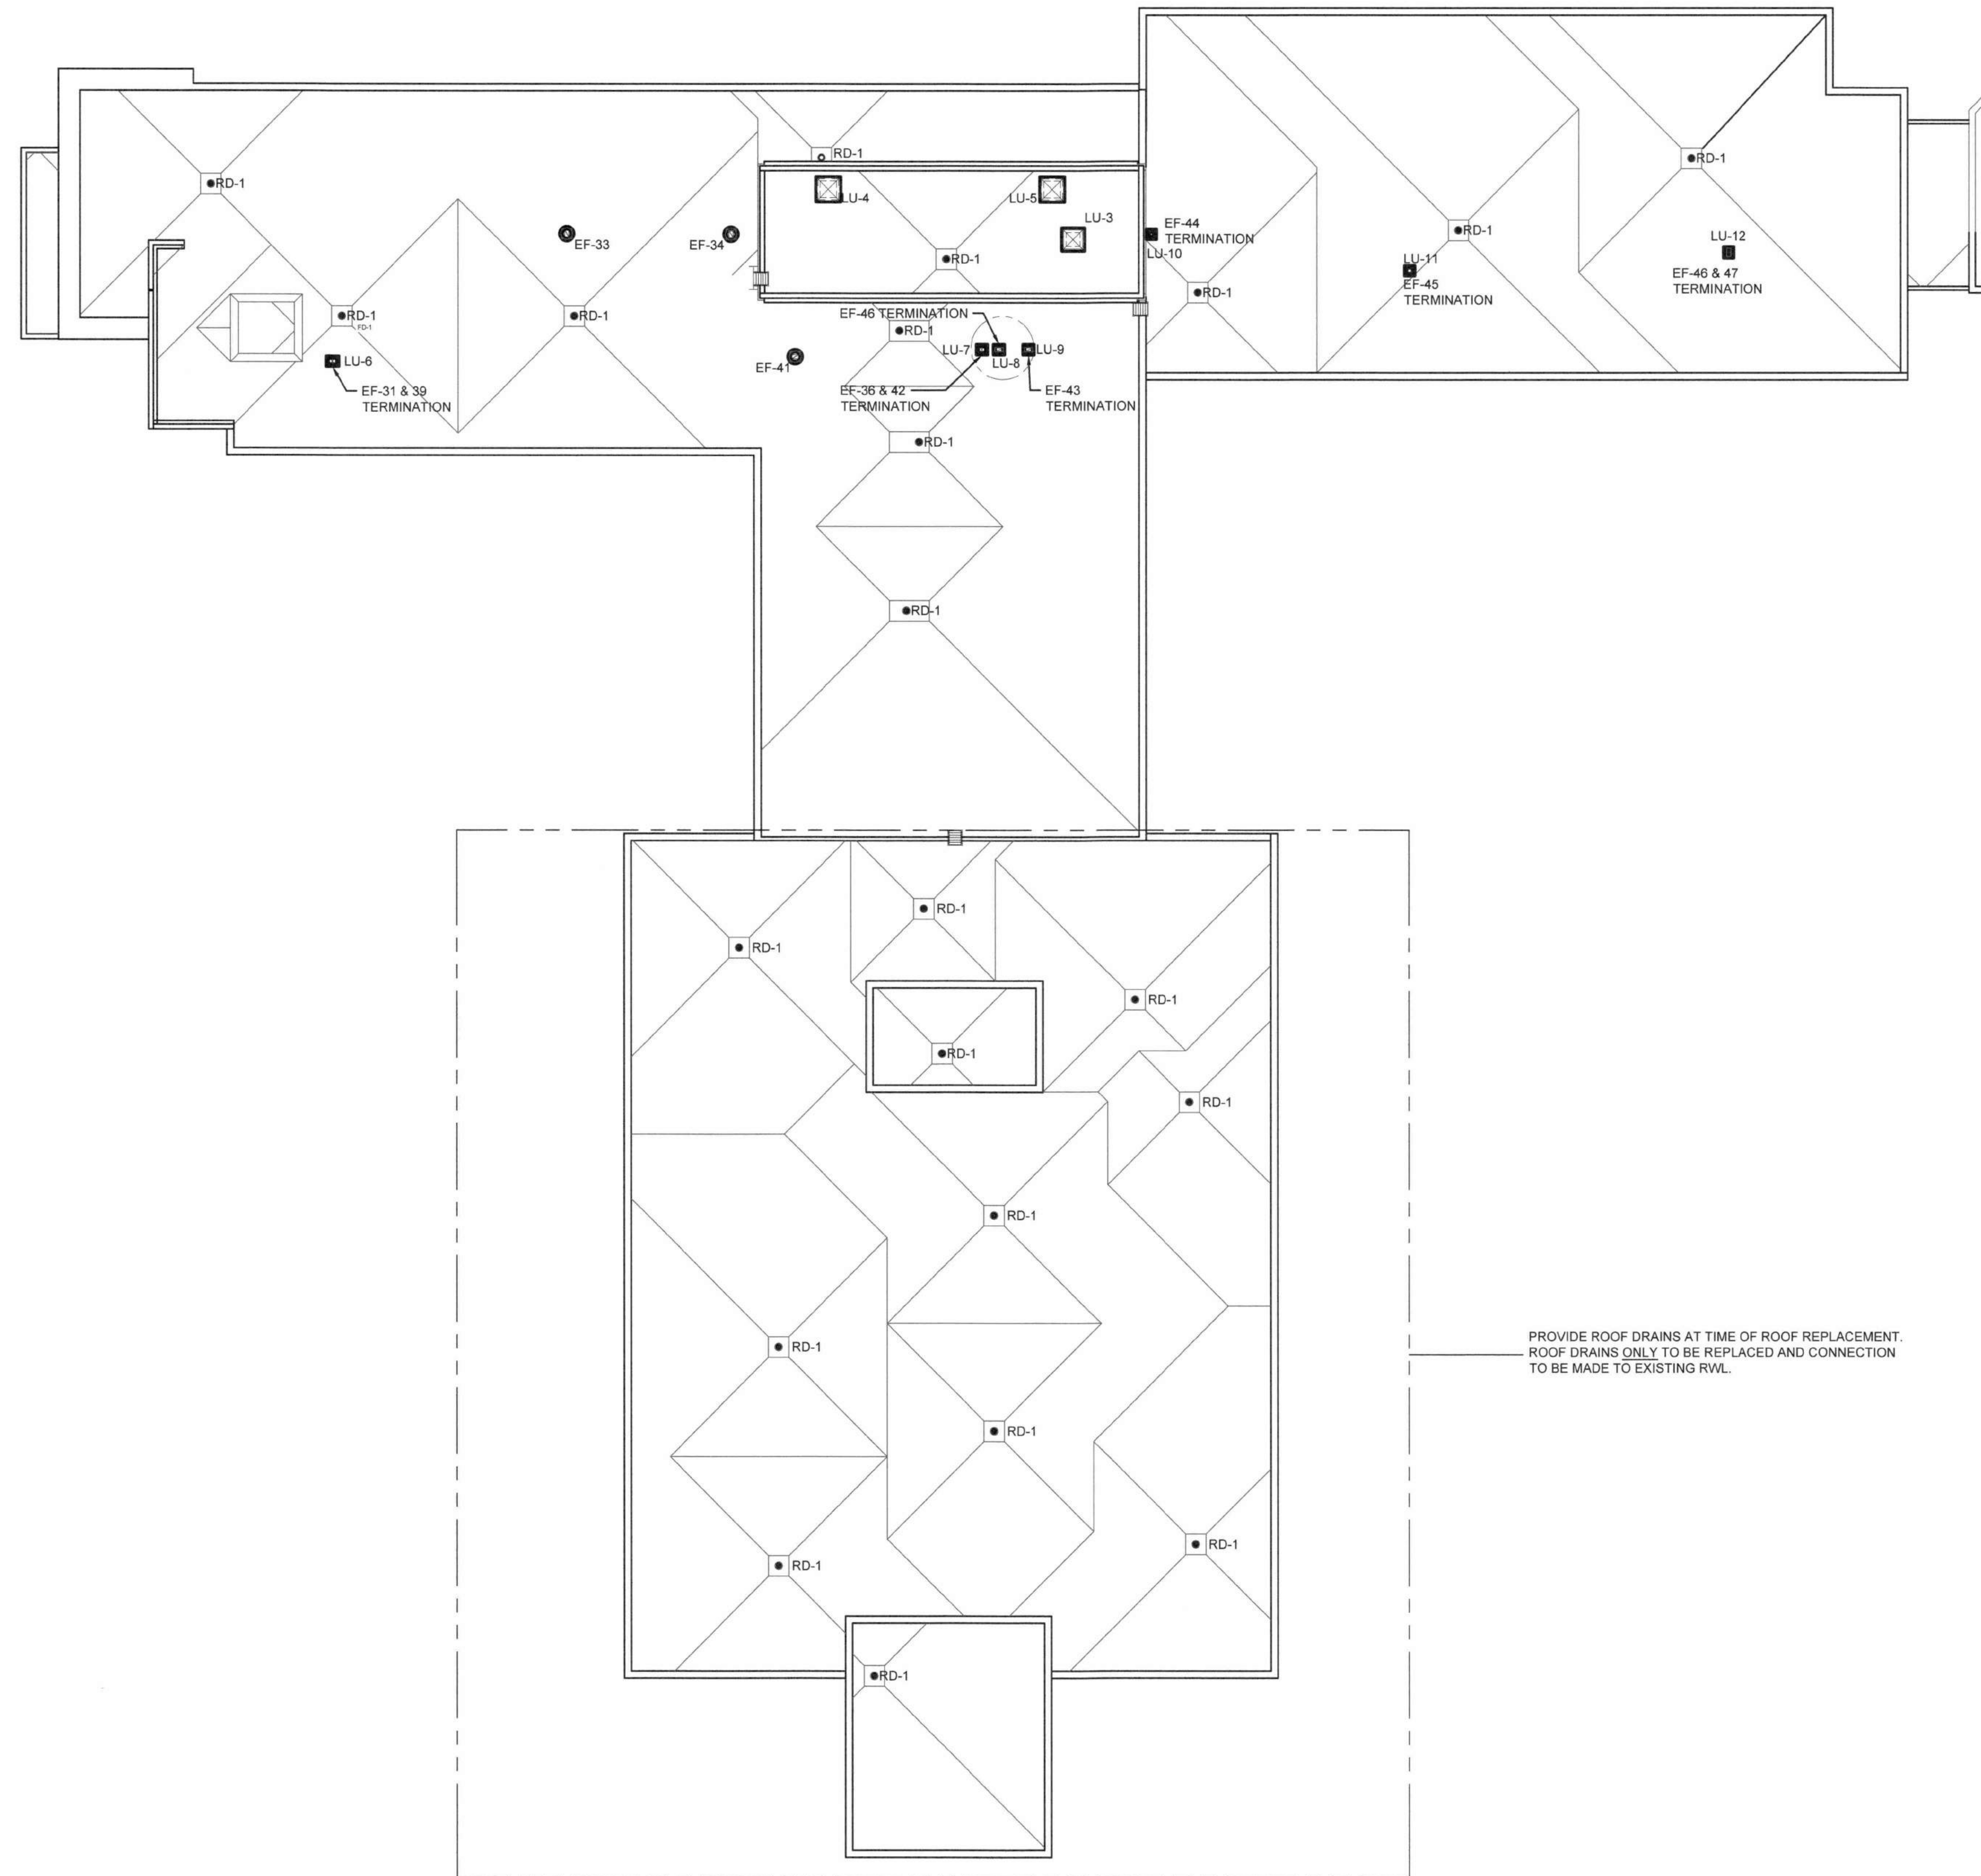 RD-1
RD-1
RD-1
LU-4
LU-5
LU-3
EF-33
EF-34
EF-44
TERMINATION
LU-10
RD-1
RD-1
LU-12
EF-46 & 47
TERMINATION
RD-1
LU-11
EF-45
TERMINATION
RD-1
RD-1
FD-1
RD-1
EF-46 TERMINATION
RD-1
LU-6
EF-31 & 39
TERMINATION
EF-41
LU-7
LU-8
LU-9
EF-36 & 42
TERMINATION
EF-43
TERMINATION
RD-1
RD-1
RD-1
RD-1
RD-1
RD-1
RD-1
RD-1
RD-1
PROVIDE ROOF DRAINS AT TIME OF ROOF REPLACEMENT.
ROOF DRAINS ONLY TO BE REPLACED AND CONNECTION
TO BE MADE TO EXISTING RWL.
RD-1
RD-1
RD-1
RD-1